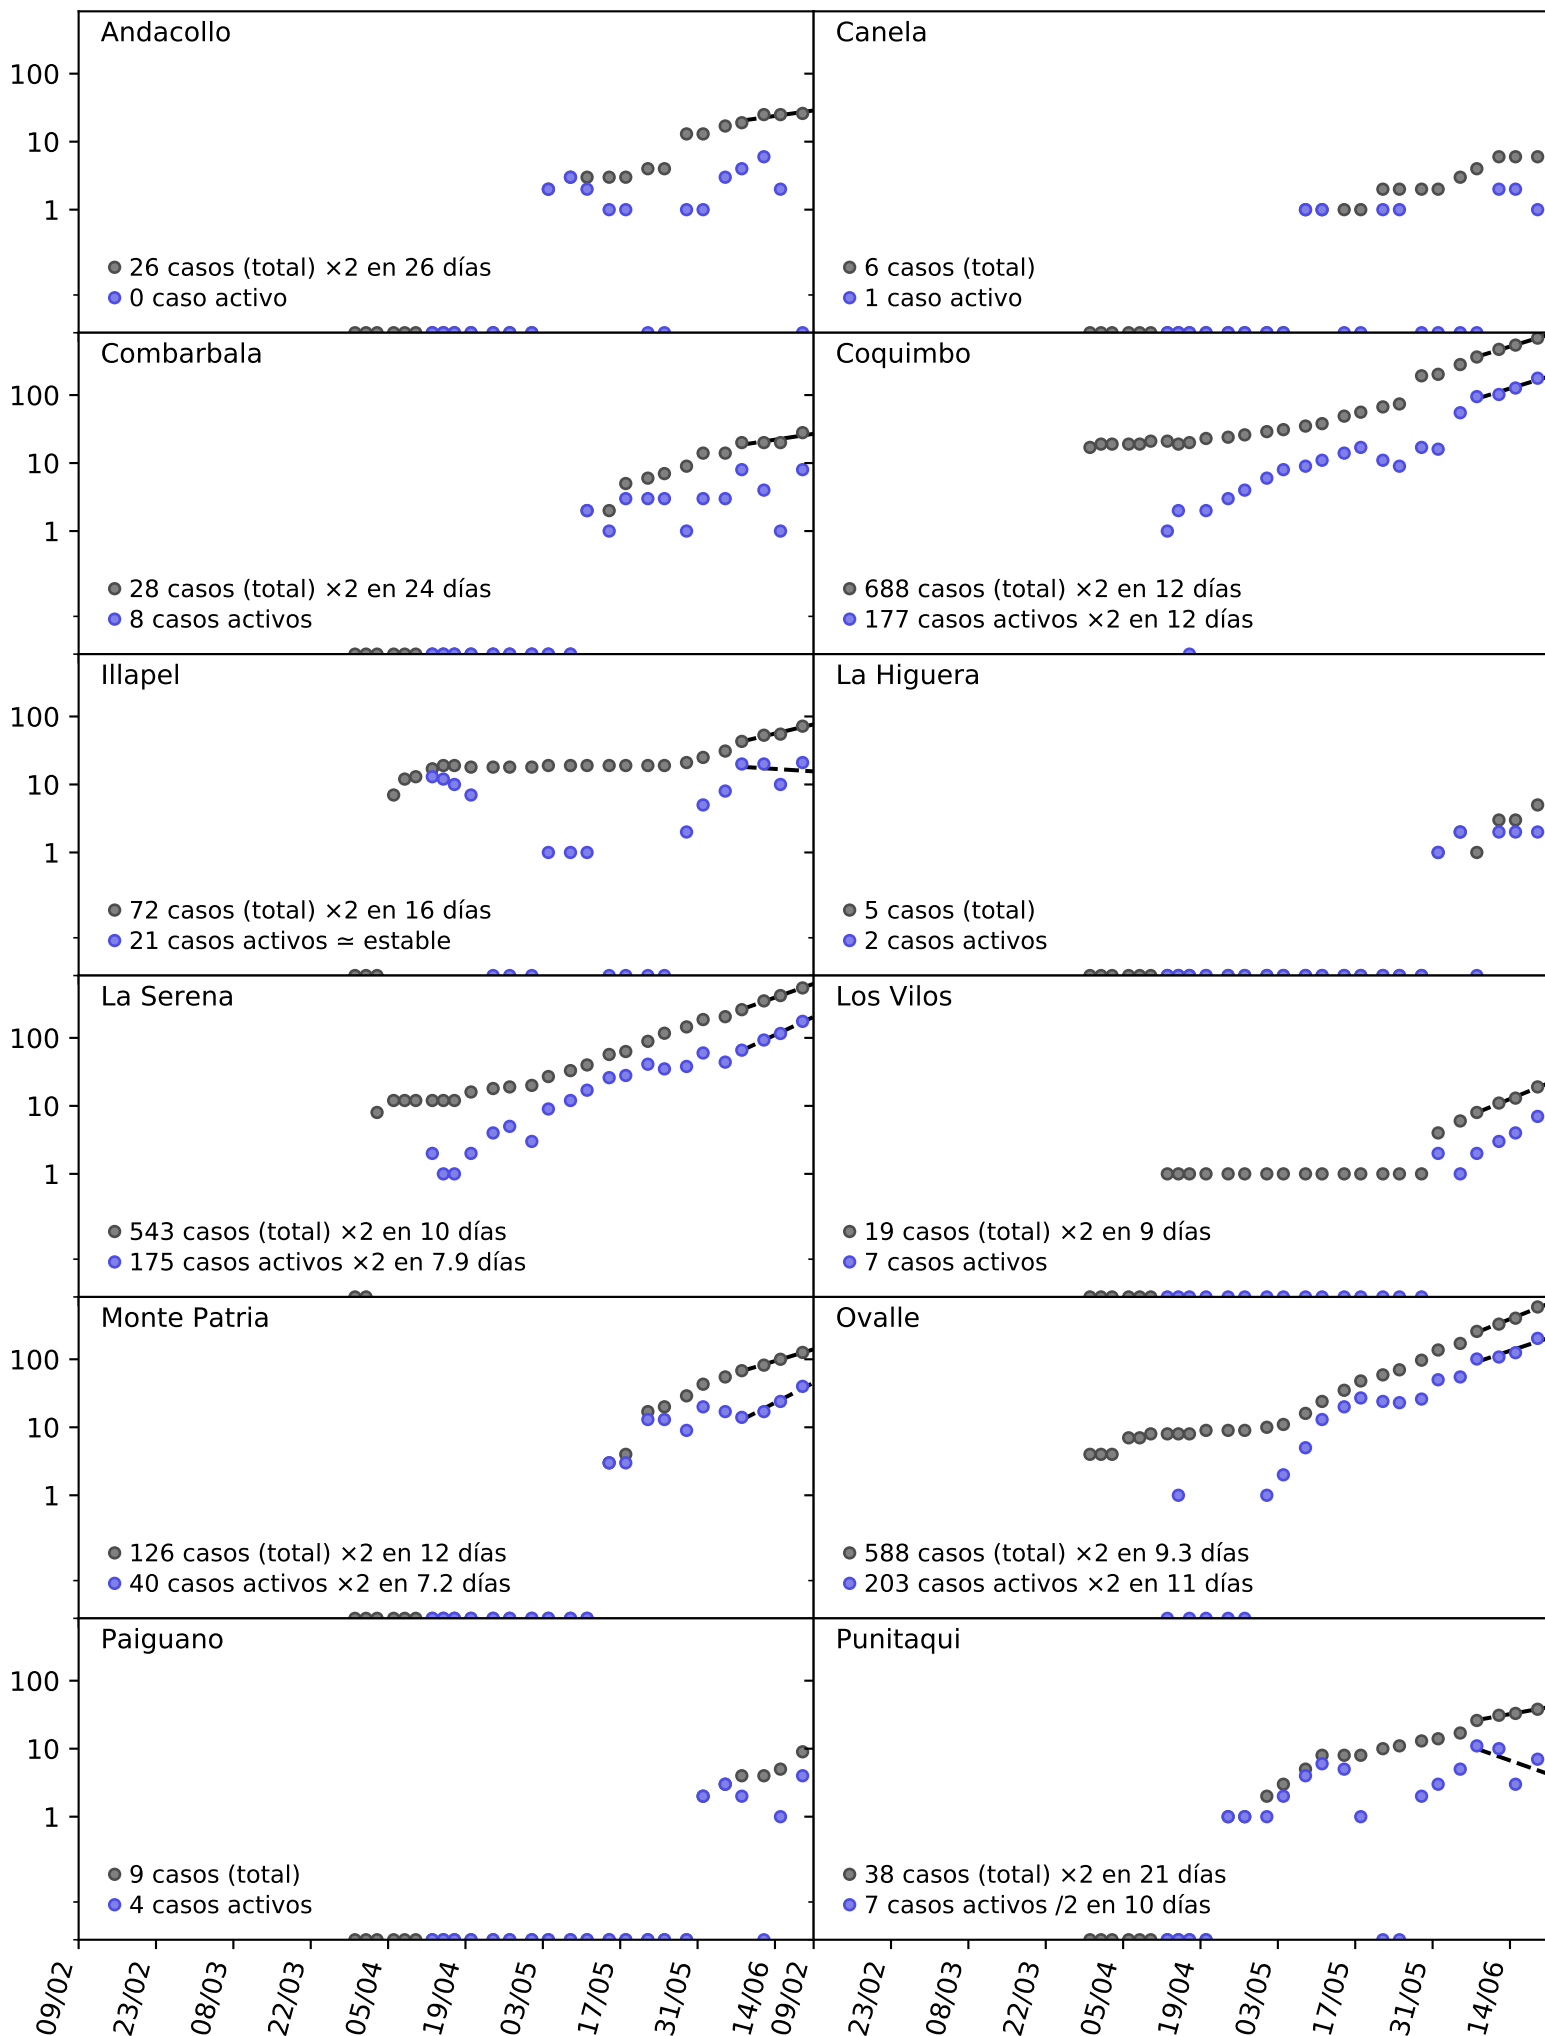 Andacollo
100
10
1
26 casos (total) ×2 en 26 días
0 caso activo
Canela
6 casos (total)
1 caso activo
Combarbala
100
10
1
28 casos (total) ×2 en 24 días
8 casos activos
Coquimbo
688 casos (total) ×2 en 12 días
177 casos activos ×2 en 12 días
Illapel
100
10
1
72 casos (total) ×2 en 16 días
21 casos activos ≃ estable
La Higuera
5 casos (total)
2 casos activos
La Serena
100
10
1
543 casos (total) ×2 en 10 días
175 casos activos ×2 en 7.9 días
Los Vilos
19 casos (total) ×2 en 9 días
7 casos activos
Monte Patria
100
10
1
126 casos (total) ×2 en 12 días
40 casos activos ×2 en 7.2 días
Ovalle
588 casos (total) ×2 en 9.3 días
203 casos activos ×2 en 11 días
Paiguano
100
10
1
9 casos (total)
4 casos activos
Punitaqui
38 casos (total) ×2 en 21 días
7 casos activos /2 en 10 días
09/02 23/02 08/03 22/03 05/04 19/04 03/05 17/05 31/05 14/06 09/02 23/02 08/03 22/03 05/04 19/04 03/05 17/05 31/05 14/06